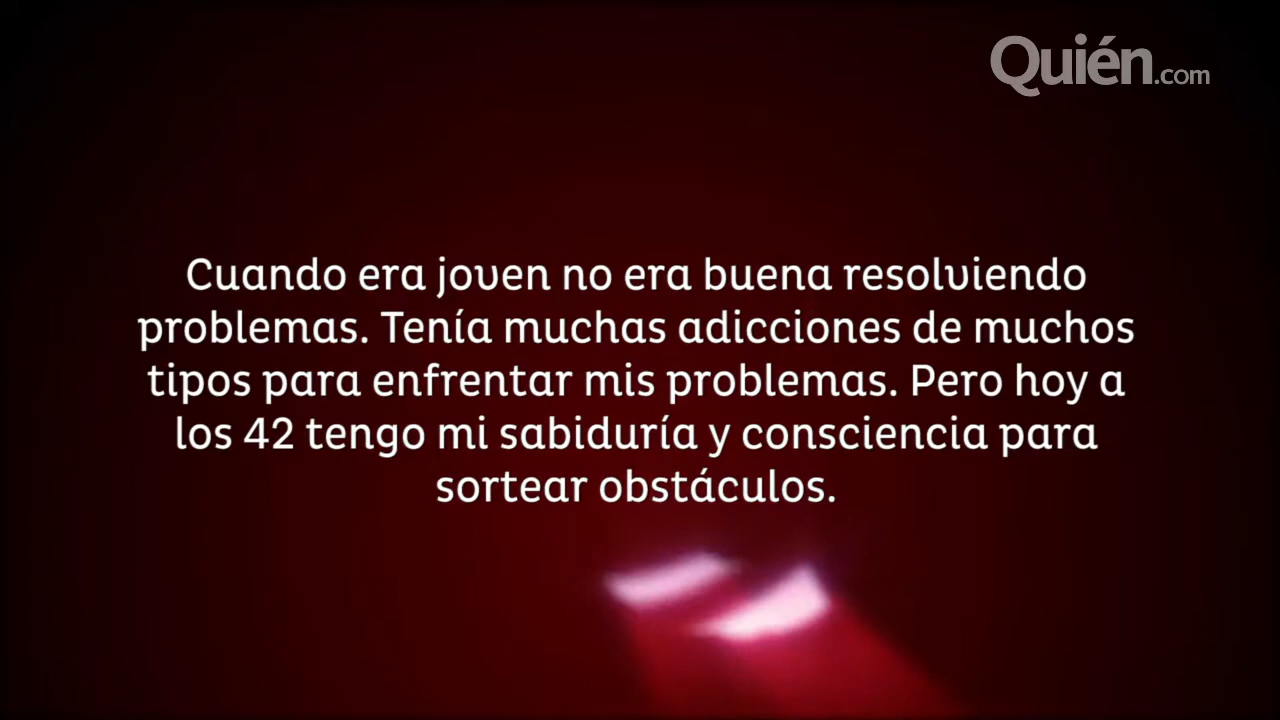 Quién.com
Cuando era joven no era buena resolviendo
problemas. Tenía muchas adicciones de muchos
tipos para enfrentar mis problemas. Pero hoy a
los 42 tengo mi sabiduría y consciencia para
sortear obstáculos.